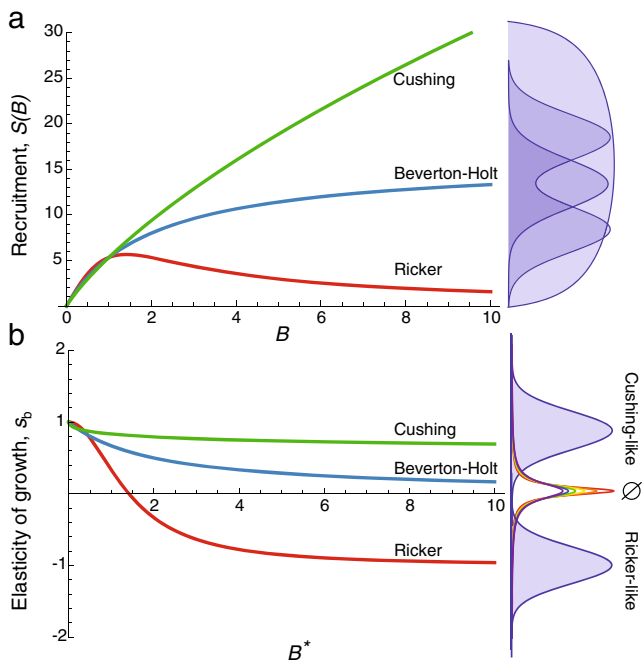 a
30
25
20
15
10
5
0
2
4
6
8
10
Recruitment, S(B)
B
Cushing
Beverton-Holt
Ricker
b
2
1
-1
-2
2
4
6
8
10
Elasticity of growth, s_b
B*
Cushing
Beverton-Holt
Ricker
Cushing-like
∅
Ricker-like